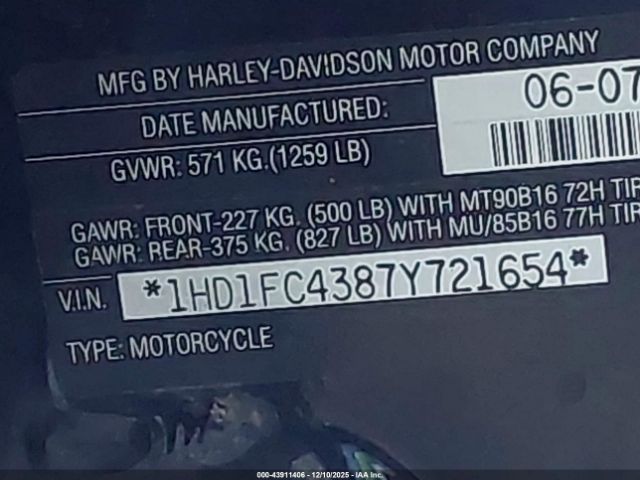 MFG BY HARLEY-DAVIDSON MOTOR COMPANY
DATE MANUFACTURED: 06-07
GVWR: 571 KG.(1259 LB)
GAWR: FRONT-227 KG. (500 LB) WITH MT90B16 72H TIR
GAWR: REAR-375 KG. (827 LB) WITH MU/85B16 77H TIR
V.I.N. *1HD1FC4387Y721654*
TYPE: MOTORCYCLE
000-43911406 - 12/10/2025 - IAA Inc.